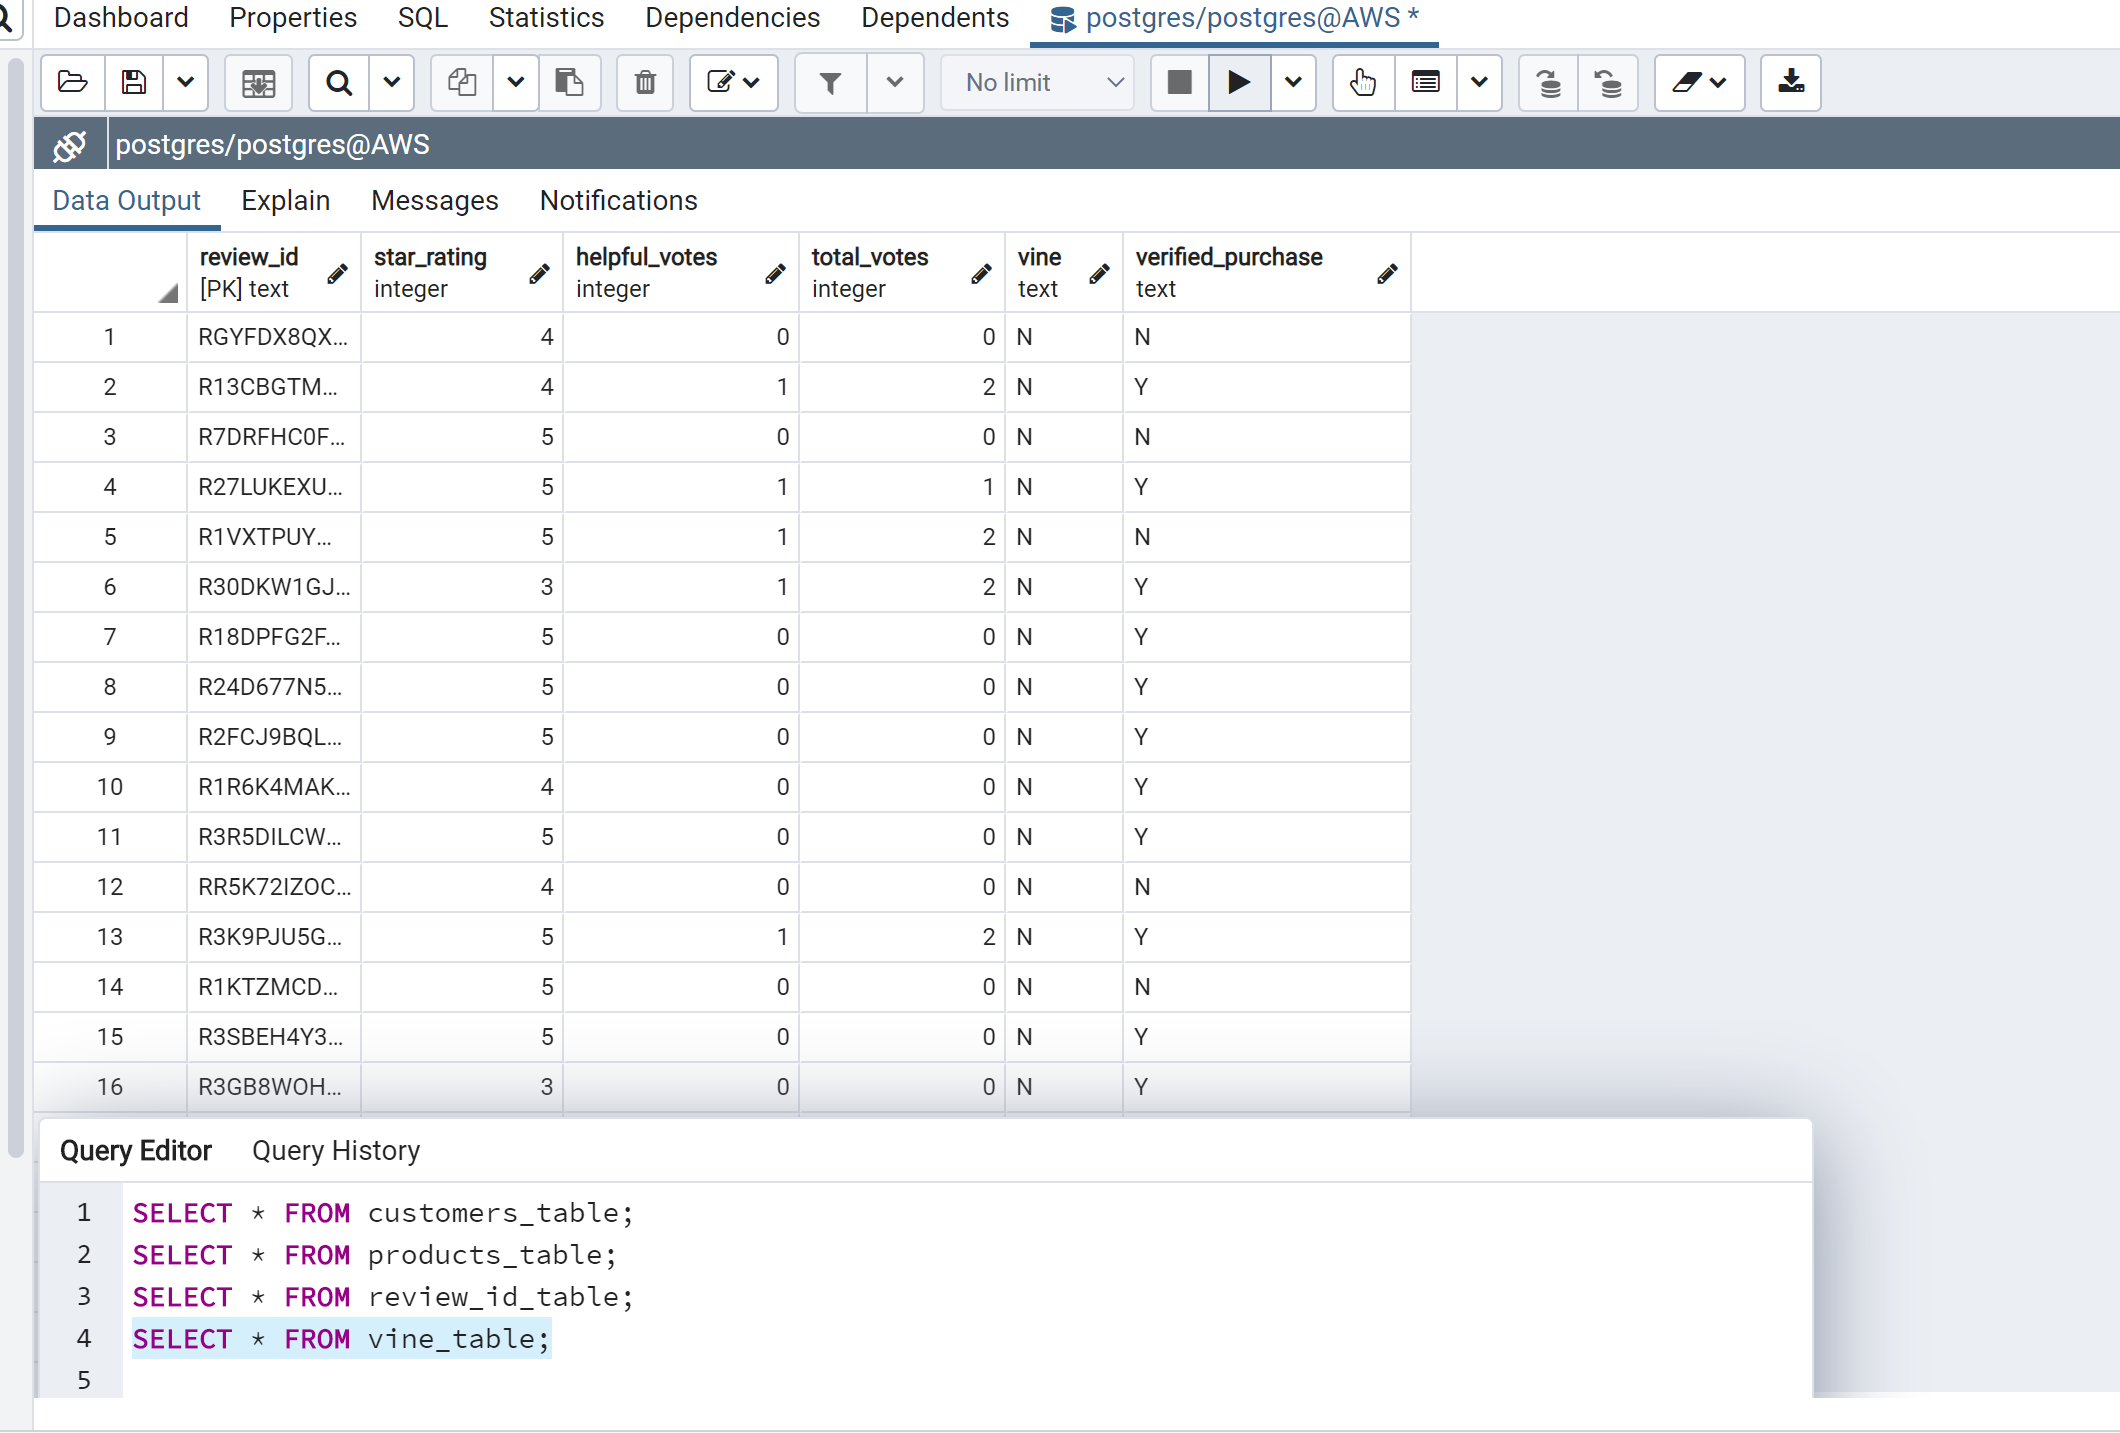 Dashboard Properties SQL Statistics Dependencies Dependents postgres/postgres@AWS *
No limit
postgres/postgres@AWS
Data Output Explain Messages Notifications
review_id star_rating helpful_votes total_votes vine verified_purchase
[PK] text integer integer integer text text
1 RGYFDX8QX... 4 0 0 N N
2 R13CBGTM... 4 1 2 N Y
3 R7DRFHC0F... 5 0 0 N N
4 R27LUKEXU... 5 1 1 N Y
5 R1VXTPUY... 5 1 2 N N
6 R30DKW1GJ... 3 1 2 N Y
7 R18DPFG2F... 5 0 0 N Y
8 R24D677N5... 5 0 0 N Y
9 R2FCJ9BQL... 5 0 0 N Y
10 R1R6K4MAK... 4 0 0 N Y
11 R3R5DILCW... 5 0 0 N Y
12 RR5K72IZOC... 4 0 0 N N
13 R3K9PJU5G... 5 1 2 N Y
14 R1KTZMCD... 5 0 0 N N
15 R3SBEH4Y3... 5 0 0 N Y
16 R3GB8WOH... 3 0 0 N Y
Query Editor Query History
1 SELECT * FROM customers_table;
2 SELECT * FROM products_table;
3 SELECT * FROM review_id_table;
4 SELECT * FROM vine_table;
5